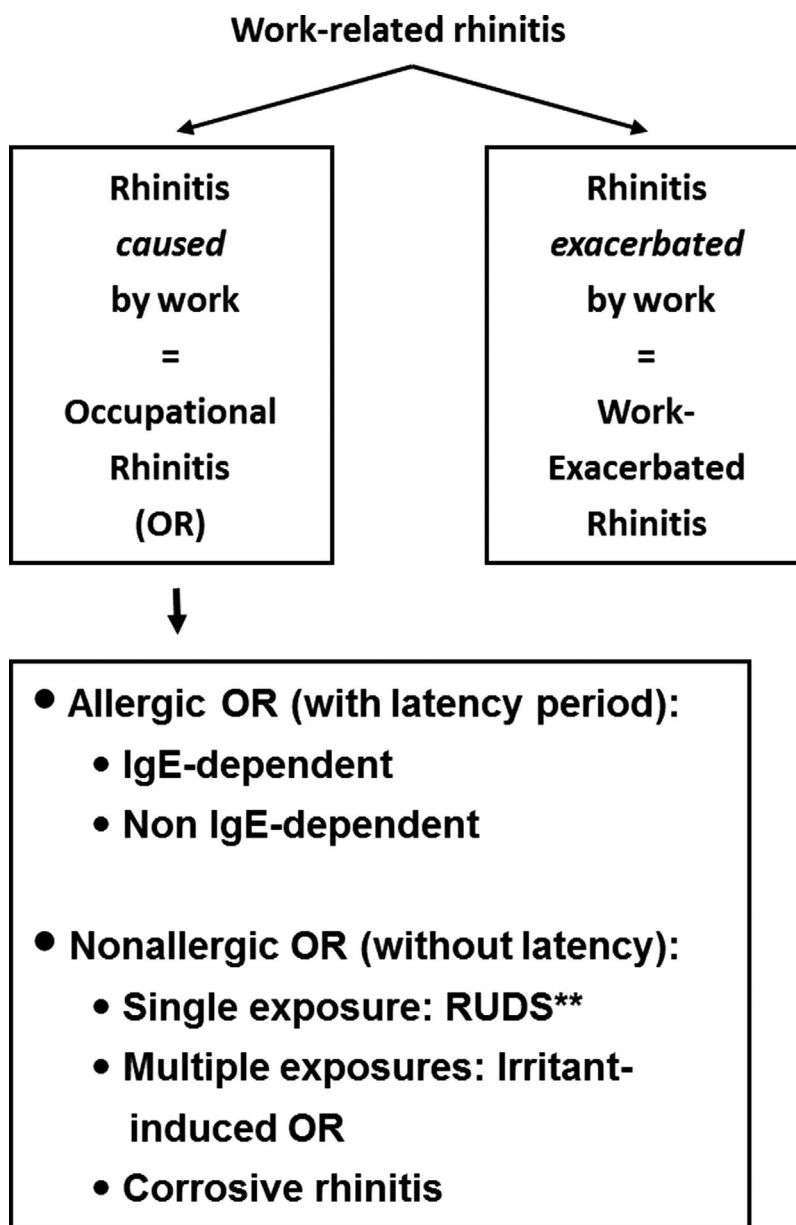 Work-related rhinitis
Rhinitis
caused
by work
=
Occupational
Rhinitis
(OR)
Rhinitis
exacerbated
by work
=
Work-
Exacerbated
Rhinitis
• Allergic OR (with latency period):
• IgE-dependent
• Non IgE-dependent
• Nonallergic OR (without latency):
• Single exposure: RUDS**
• Multiple exposures: Irritant-
induced OR
• Corrosive rhinitis